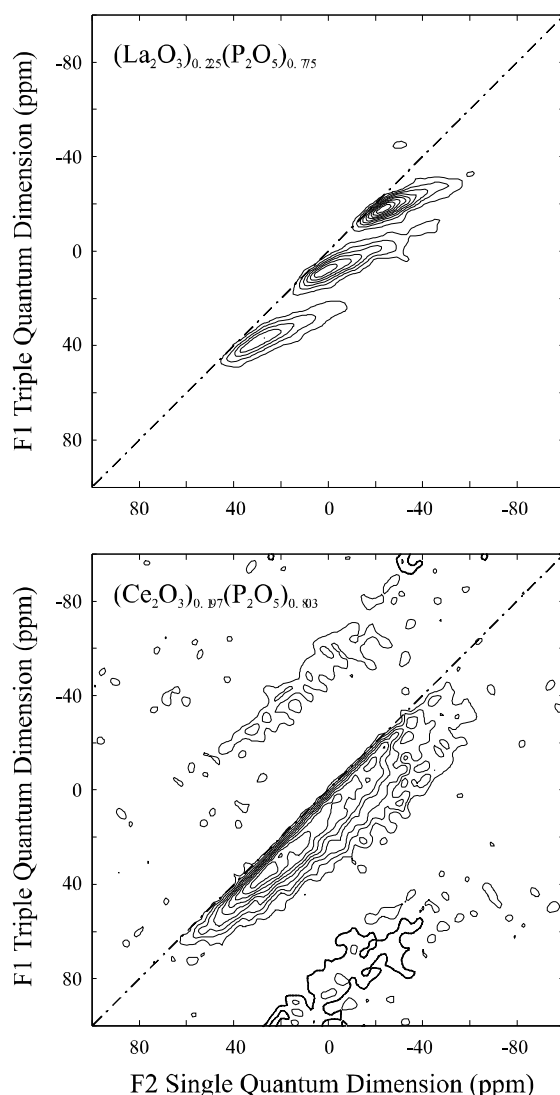 -80
(La₂O₃)₀.₂₂₅(P₂O₅)₀.₇₇₅
-40
0
40
80
F1 Triple Quantum Dimension (ppm)
80 40 0 -40 -80
-80
(Ce₂O₃)₀.₁₉₇(P₂O₅)₀.₈₀₃
-40
0
40
80
F1 Triple Quantum Dimension (ppm)
80 40 0 -40 -80
F2 Single Quantum Dimension (ppm)